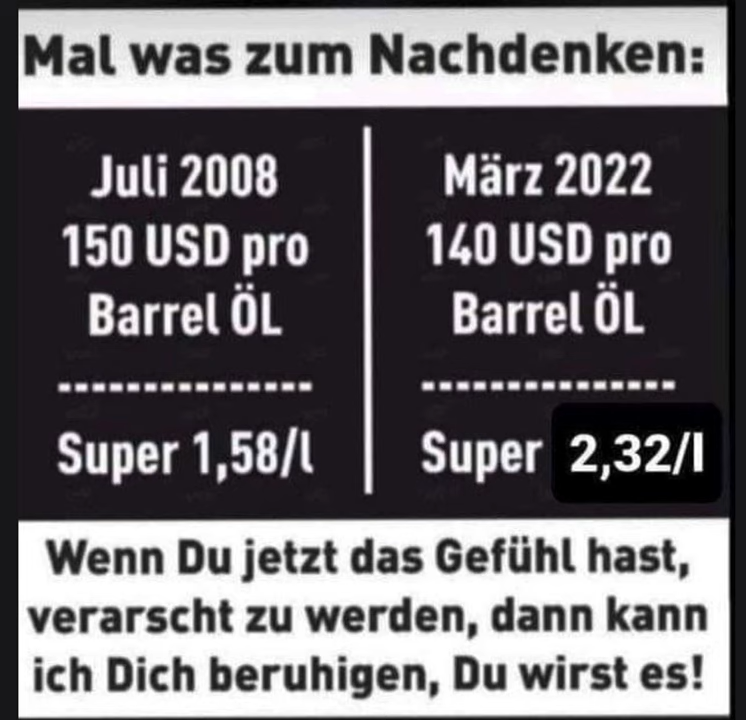 Mal was zum Nachdenken:
Juli 2008
150 USD pro
Barrel ÖL
---------------
Super 1,58/l
März 2022
140 USD pro
Barrel ÖL
---------------
Super 2,32/l
Wenn Du jetzt das Gefühl hast,
verarscht zu werden, dann kann
ich Dich beruhigen, Du wirst es!